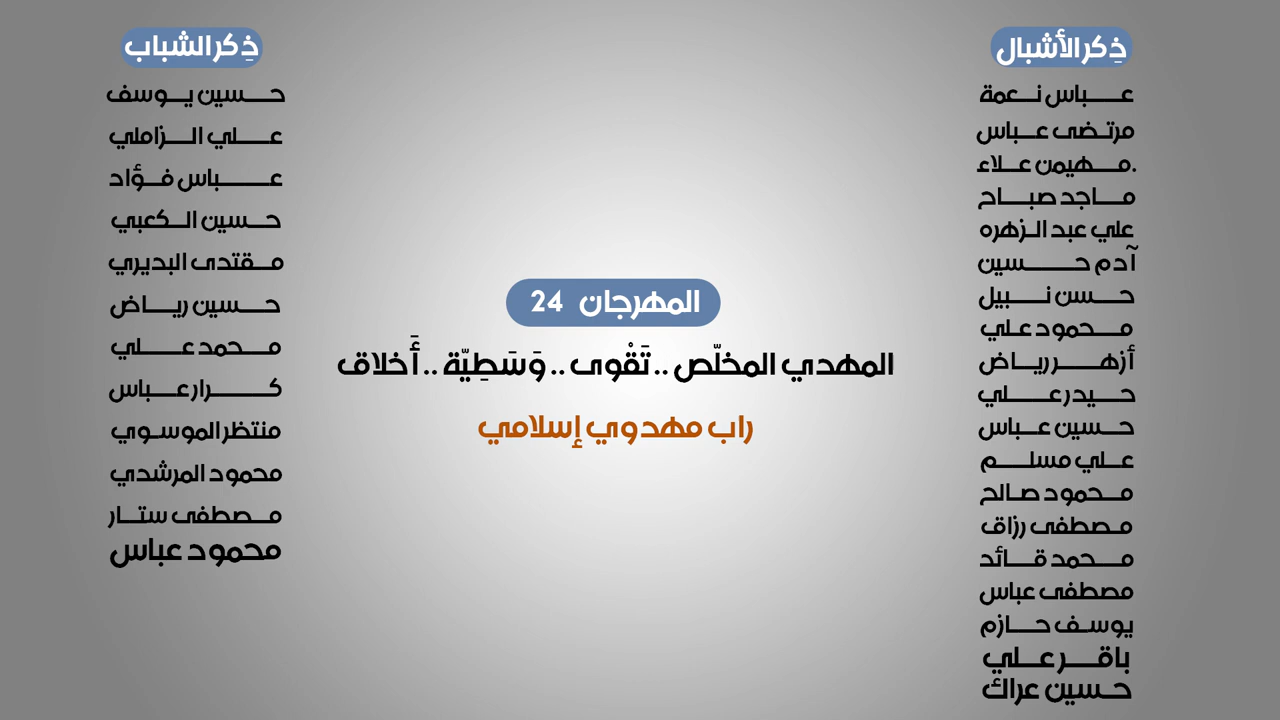 ذِكر الأشبال
عباس نعمة
مرتضى عباس
.مهيمن علاء
ماجد صباح
علي عبد الزهره
آدم حسين
حسن نبيل
محمود علي
أزهر رياض
حيدر علي
حسين عباس
علي مسلم
محمود صالح
مصطفى رزاق
محمد قائد
مصطفى عباس
يوسف حازم
باقر علي
حسين عراك
المهرجان 24
المهدي المخلّص .. تَقْوى .. وَسَطِيّة .. أَخلاق
راب مهدوي إسلامي
ذِكر الشباب
حسين يوسف
علي الزاملي
عباس فؤاد
حسين الكعبي
مقتدى البديري
حسين رياض
محمد علي
كرار عباس
منتظر الموسوي
محمود المرشدي
مصطفى ستار
محمود عباس